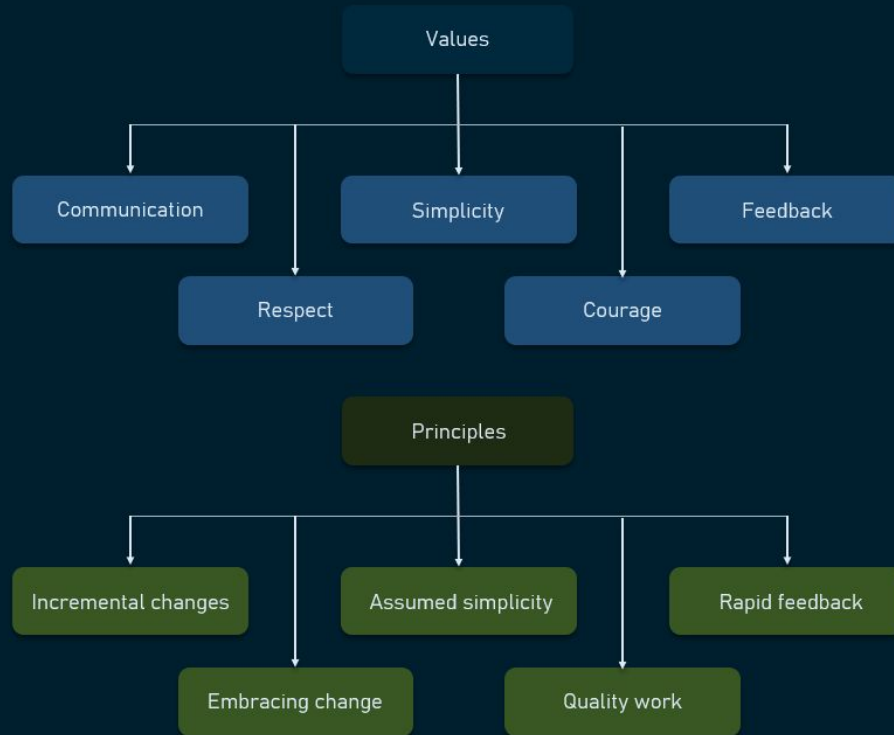 Values
Communication
Simplicity
Feedback
Respect
Courage
Principles
Incremental changes
Assumed simplicity
Rapid feedback
Embracing change
Quality work